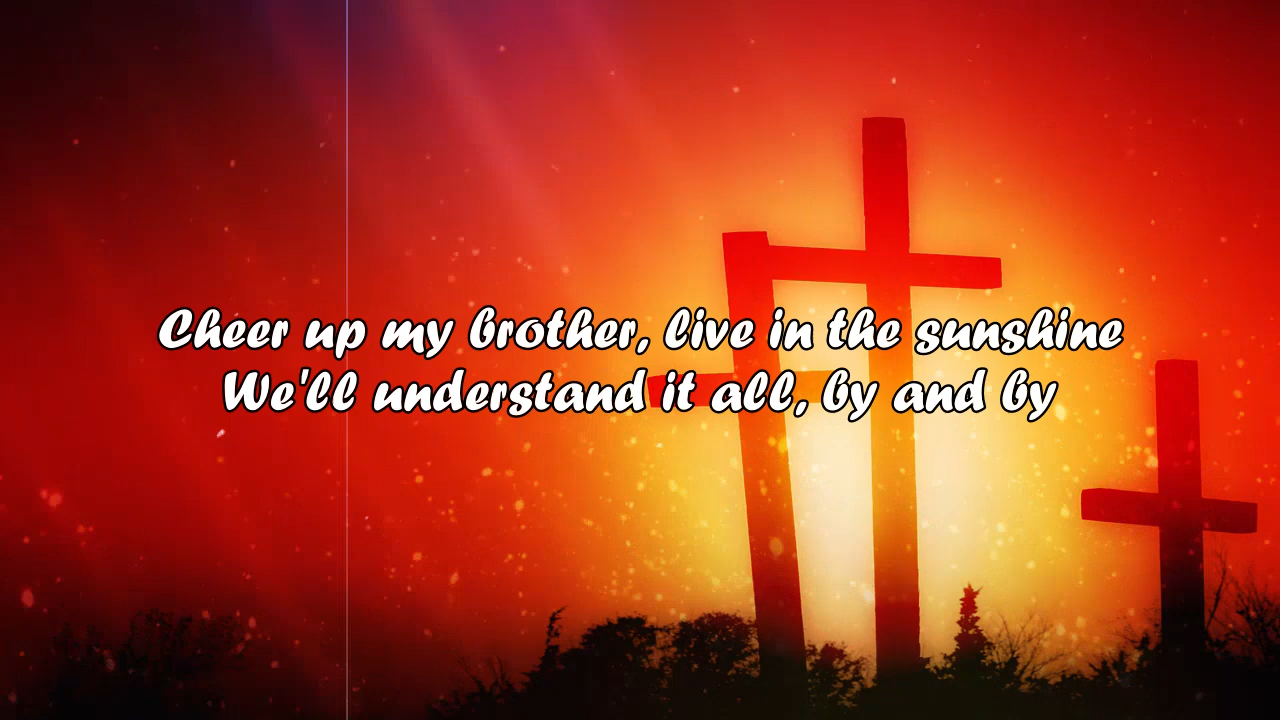 Cheer up my brother, live in the sunshine
We'll understand it all, by and by